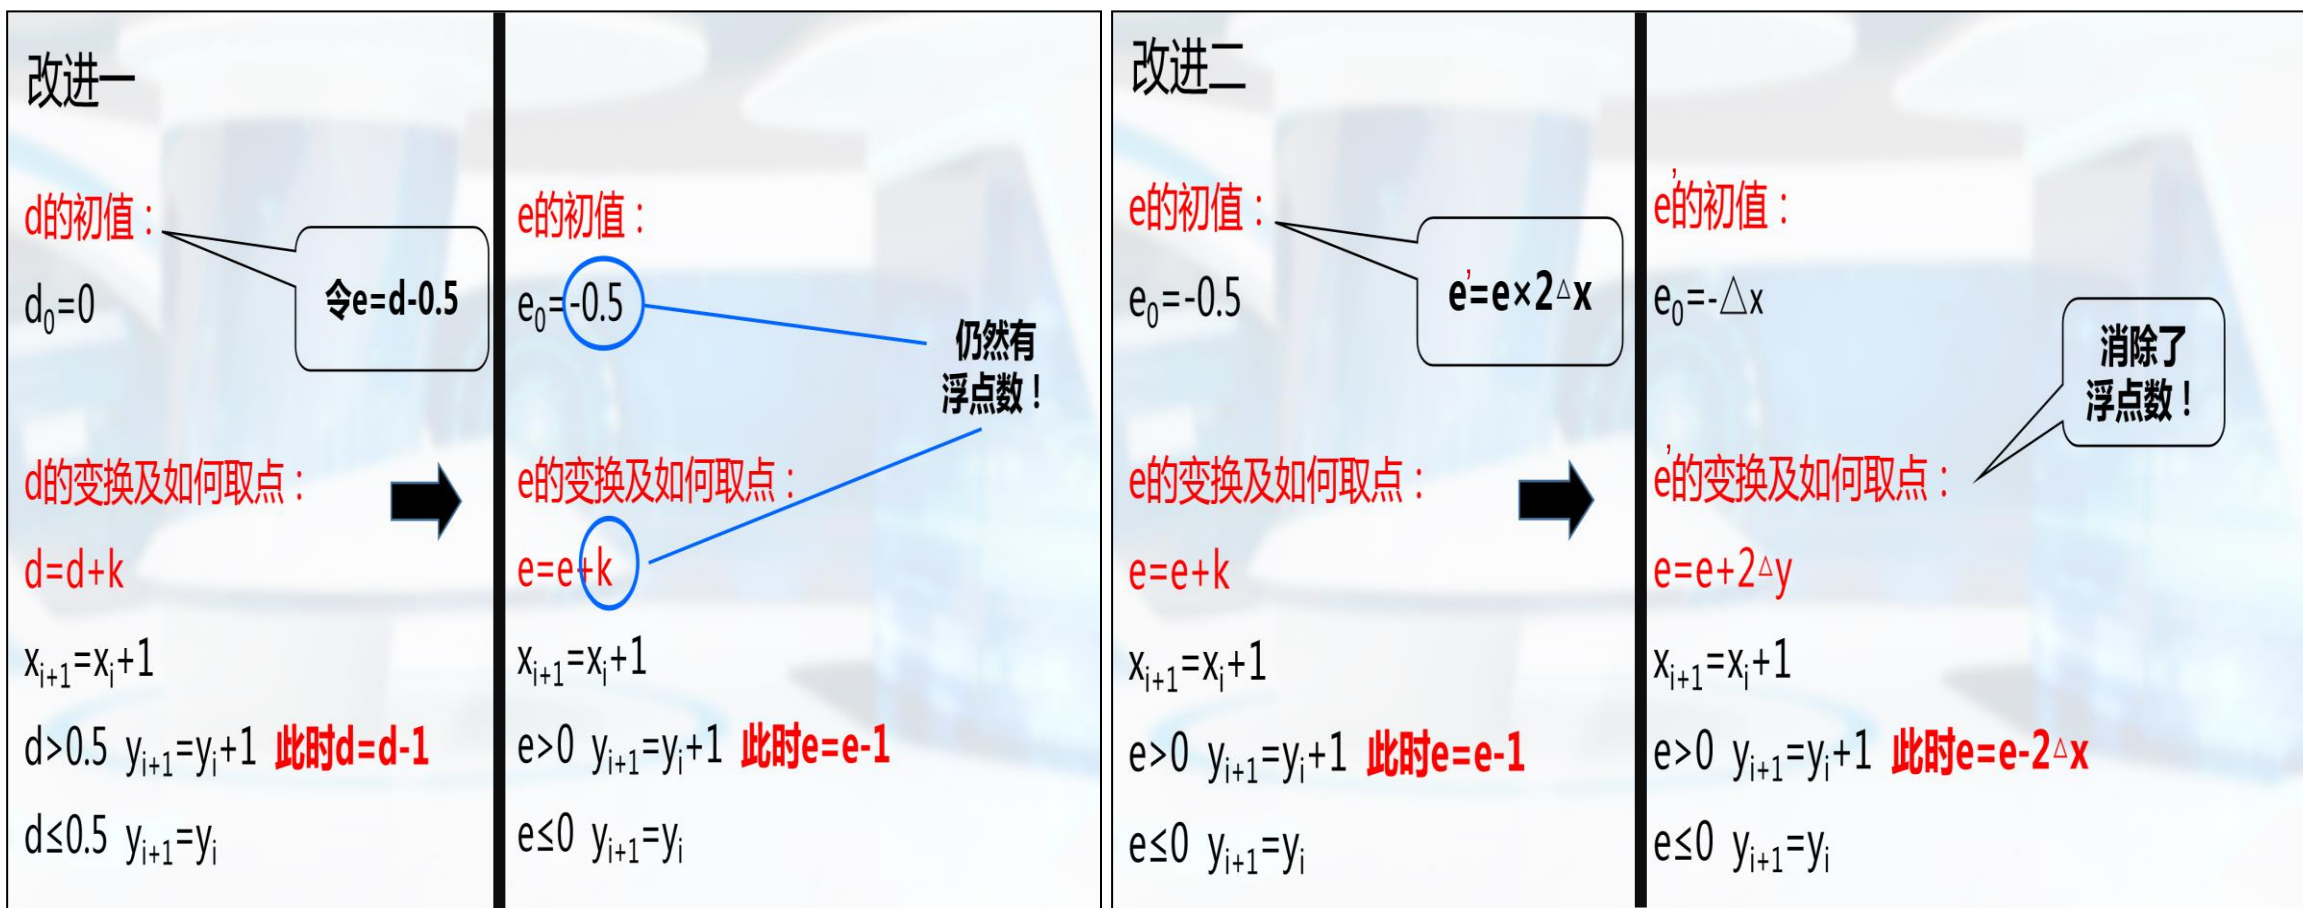 改进一
d的初值：
令e=d-0.5
d₀=0
d的变换及如何取点：
d=d+k
xᵢ₊₁=xᵢ+1
d>0.5 yᵢ₊₁=yᵢ+1 此时d=d-1
d≤0.5 yᵢ₊₁=yᵢ
e的初值：
e₀=-0.5
仍然有
浮点数！
e的变换及如何取点：
e=e+k
xᵢ₊₁=xᵢ+1
e>0 yᵢ₊₁=yᵢ+1 此时e=e-1
e≤0 yᵢ₊₁=yᵢ
改进二
e的初值：
e'=e×2△x
e₀=-0.5
e的变换及如何取点：
e=e+k
xᵢ₊₁=xᵢ+1
e>0 yᵢ₊₁=yᵢ+1 此时e=e-1
e≤0 yᵢ₊₁=yᵢ
e'的初值：
e₀=-△x
消除了
浮点数！
e'的变换及如何取点：
e=e+2△y
xᵢ₊₁=xᵢ+1
e>0 yᵢ₊₁=yᵢ+1 此时e=e-2△x
e≤0 yᵢ₊₁=yᵢ